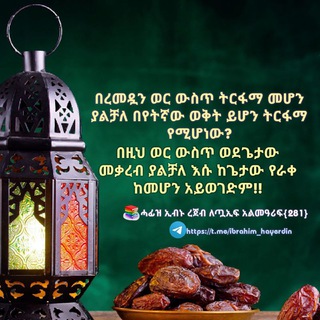 በረመዷን ወር ውስጥ ትርፋማ መሆን
ያልቻለ በየትኛው ወቅት ይሆን ትርፋማ
የሚሆነው?
በዚህ ወር ውስጥ ወደጌታው
መቃረብ ያልቻለ እሱ ከጌታው የራቀ
ከመሆን አይወገድም!!
📚 ሓፊዝ ኢብኑ ረጀብ ለጧኢፍ አልመዓሪፍ{281}
https://t.me/ibrahim_hayerdin